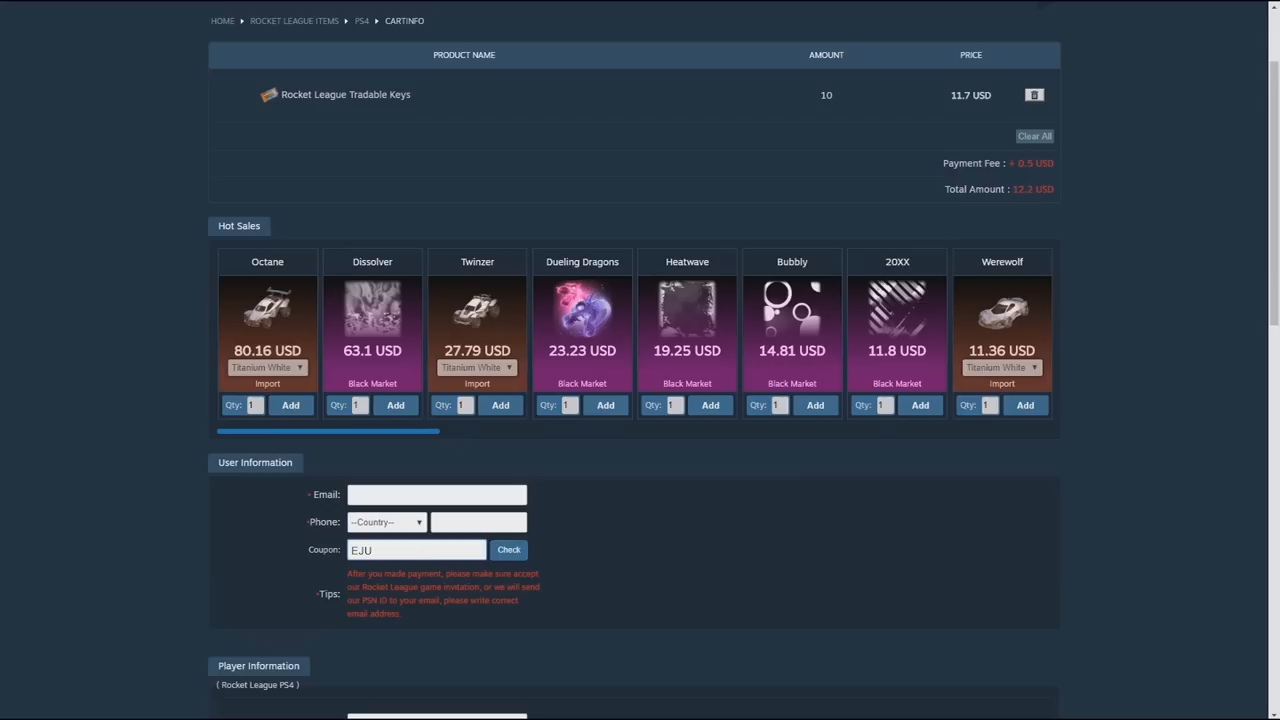 HOME ▸ ROCKET LEAGUE ITEMS ▸ PS4 ▸ CARTINFO
PRODUCT NAME AMOUNT PRICE
Rocket League Tradable Keys 10 11.7 USD
Clear All
Payment Fee : + 0.5 USD
Total Amount : 12.2 USD
Hot Sales
Octane Dissolver Twinzer Dueling Dragons Heatwave Bubbly 20XX Werewolf
80.16 USD 63.1 USD 27.79 USD 23.23 USD 19.25 USD 14.81 USD 11.8 USD 11.36 USD
Titanium White Titanium White Titanium White
Import Black Market Import Black Market Black Market Black Market Black Market Import
Qty: 1 Add Qty: 1 Add Qty: 1 Add Qty: 1 Add Qty: 1 Add Qty: 1 Add Qty: 1 Add Qty: 1 Add
User Information
* Email:
*Phone: --Country--
Coupon: EJU Check
*Tips: After you made payment, please make sure accept
our Rocket League game invitation, or we will send
our PSN ID to your email, please write correct
email address.
Player Information
( Rocket League PS4 )